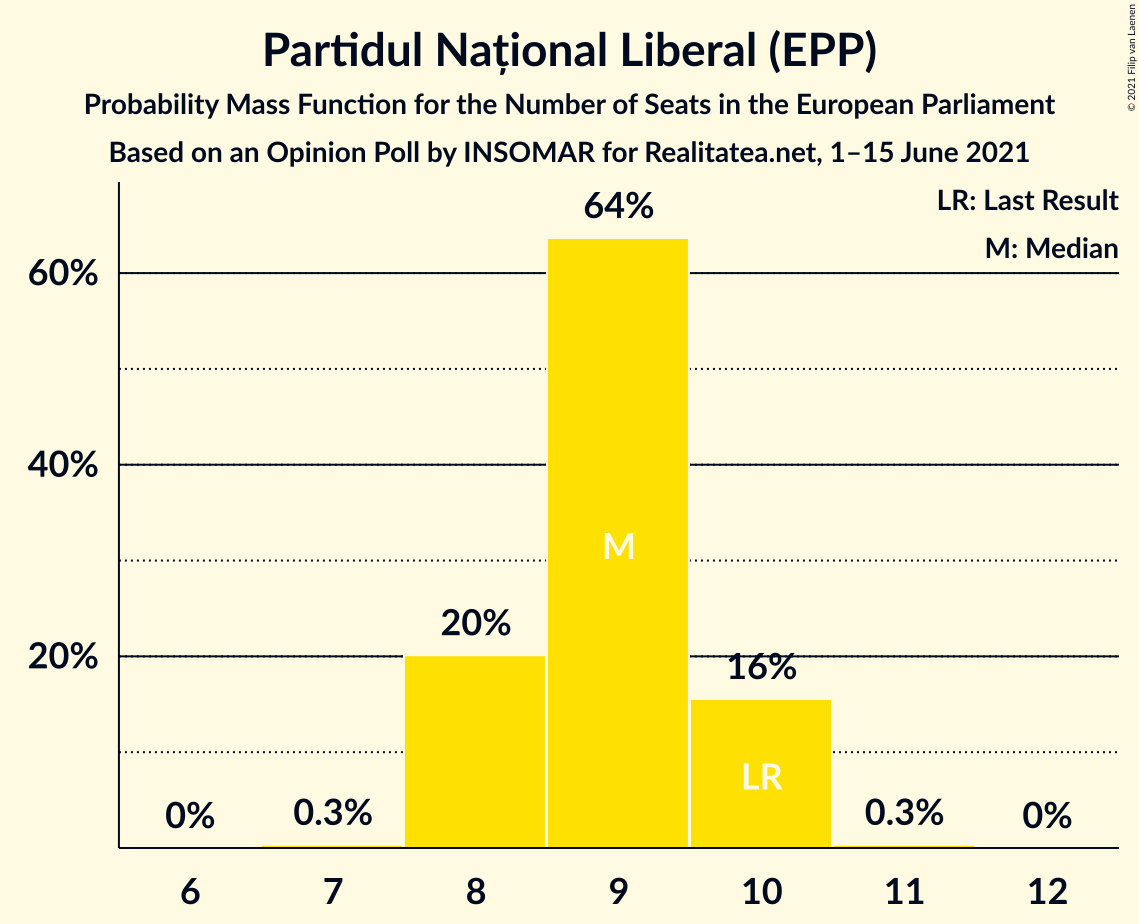 Partidul Național Liberal (EPP)
Probability Mass Function for the Number of Seats in the European Parliament
Based on an Opinion Poll by INSOMAR for Realitatea.net, 1–15 June 2021
© 2021 Filip van Laenen
LR: Last Result
M: Median
64%
60%
40%
M
20%
20%
16%
LR
0%
0.3%
0.3%
0%
6 7 8 9 10 11 12